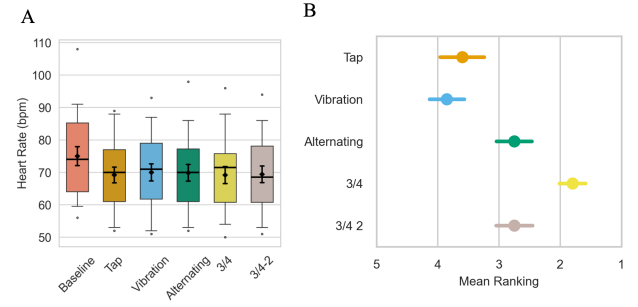 A
Heart Rate (bpm)
110
100
90
80
70
60
50
Baseline
Tap
Vibration
Alternating
3/4
3/4-2
B
Tap
Vibration
Alternating
3/4
3/4 2
5 4 3 2 1
Mean Ranking